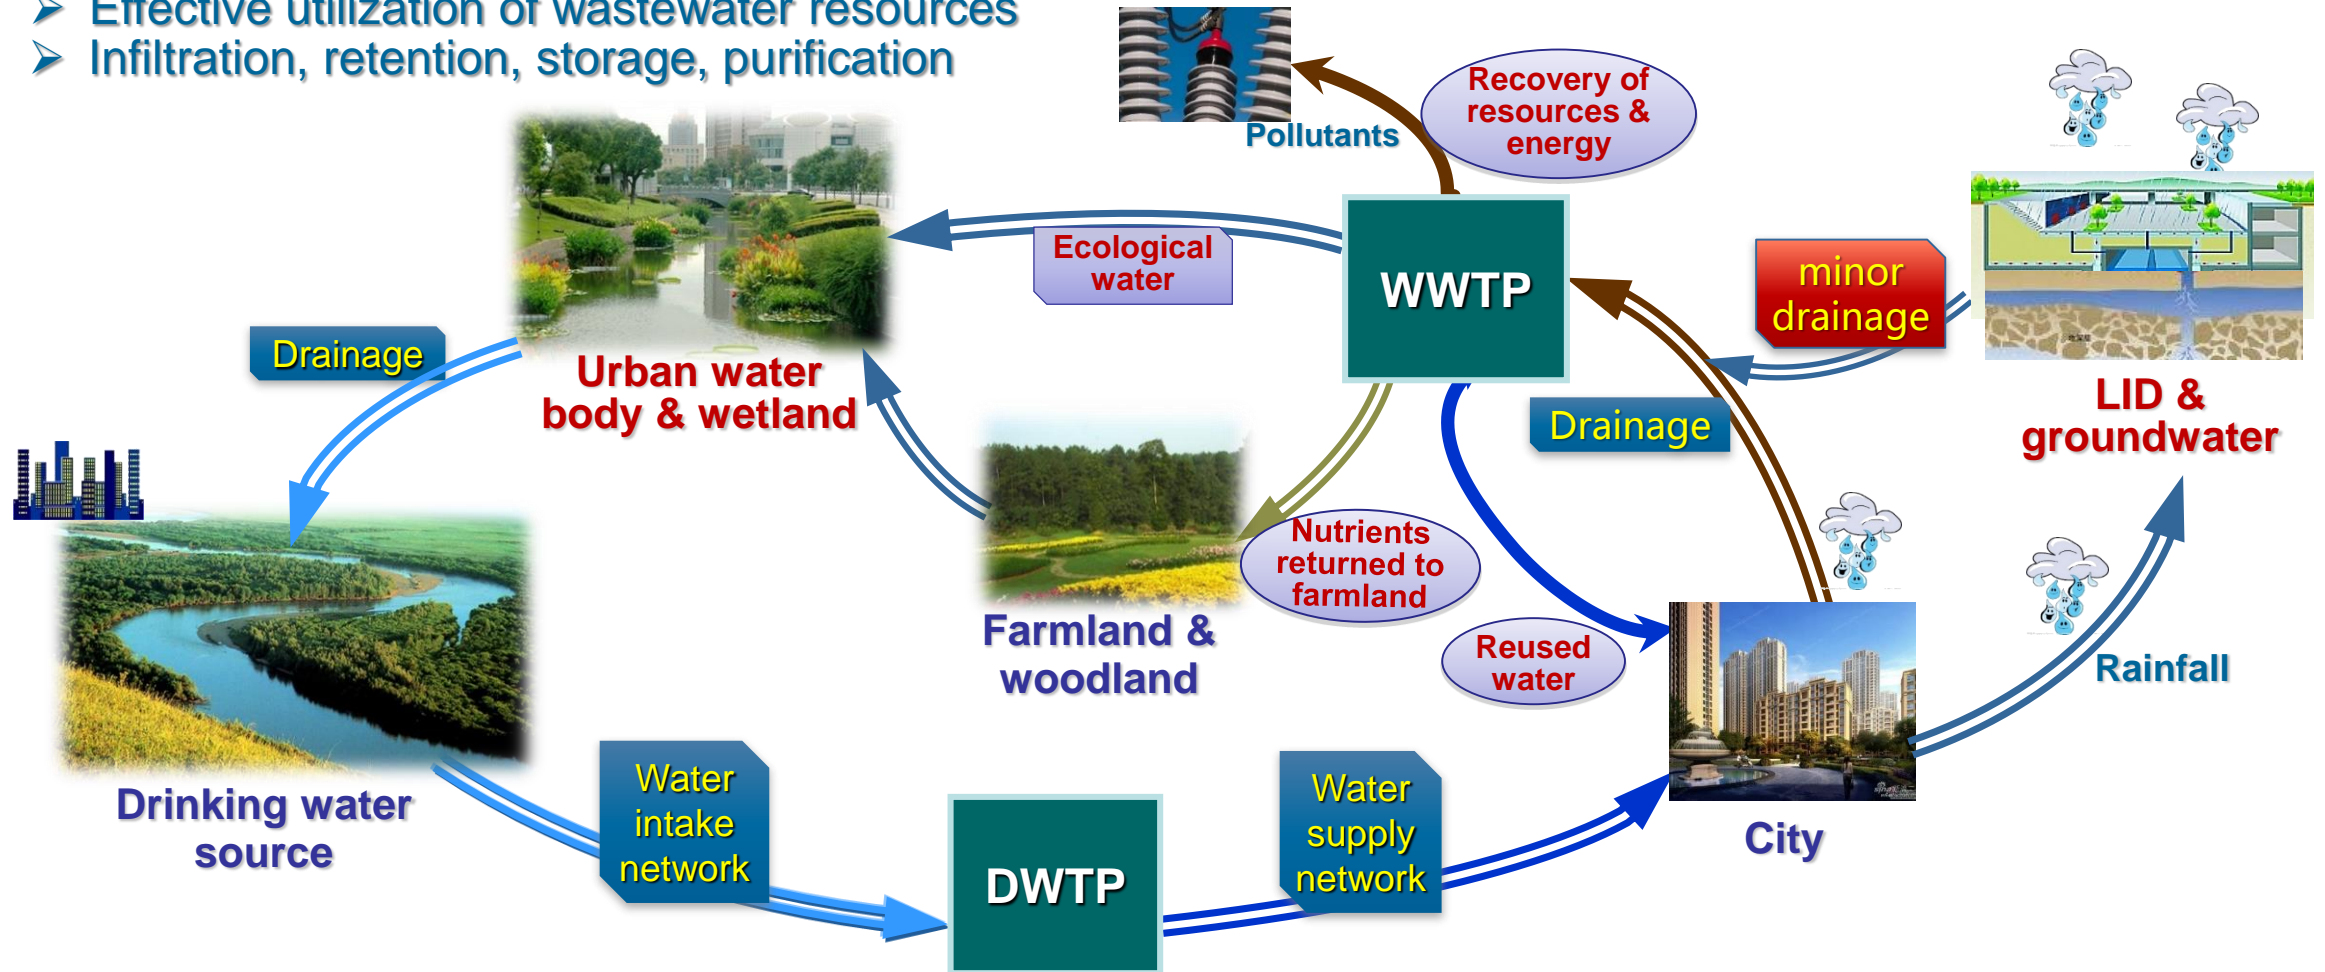 ➢ Effective utilization of wastewater resources
➢ Infiltration, retention, storage, purification
Recovery of
resources &
energy
Pollutants
Ecological
water
WWTP
minor
drainage
Drainage
Urban water
body & wetland
Drainage
LID &
groundwater
Nutrients
returned to
farmland
Farmland &
woodland
Reused
water
Rainfall
Drinking water
source
Water
intake
network
DWTP
Water
supply
network
City